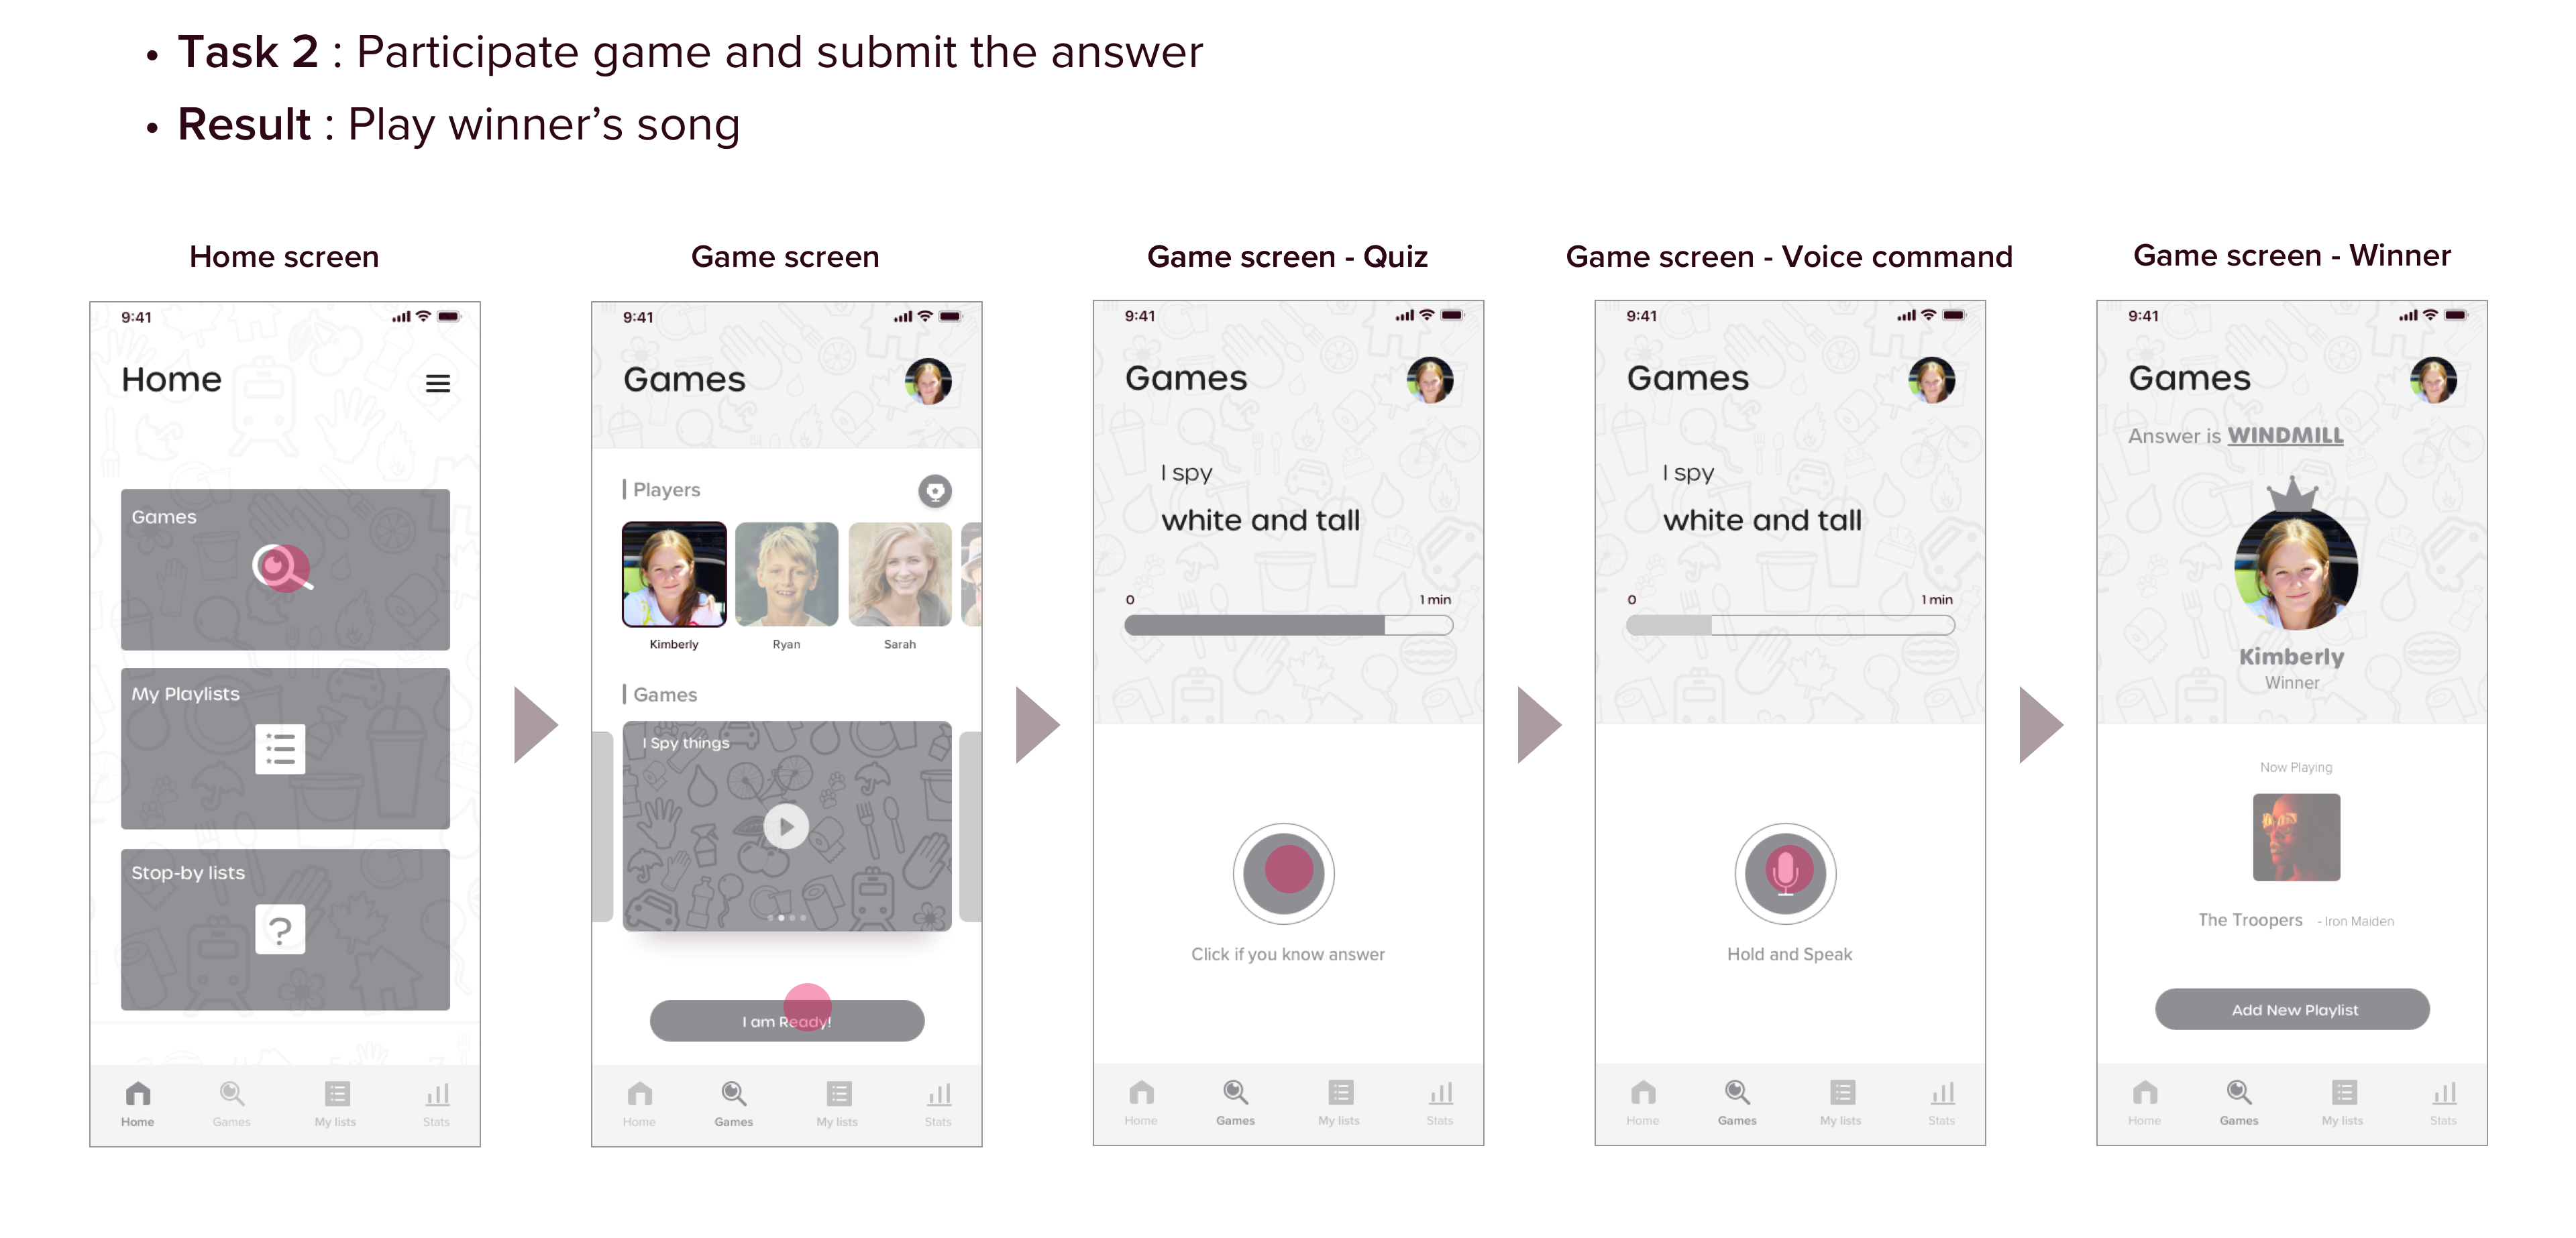 • Task 2 : Participate game and submit the answer
• Result : Play winner’s song
Home screen
9:41
Home
Games
My Playlists
Stop-by lists
?
Home Games My lists Stats
Game screen
9:41
Games
Players
Kimberly Ryan Sarah
Games
I Spy things
I am Ready!
Home Games My lists Stats
Game screen - Quiz
9:41
Games
I spy
white and tall
0 1 min
Click if you know answer
Home Games My lists Stats
Game screen - Voice command
9:41
Games
I spy
white and tall
0 1 min
Hold and Speak
Home Games My lists Stats
Game screen - Winner
9:41
Games
Answer is WINDMILL
Kimberly
Winner
Now Playing
The Troopers - Iron Maiden
Add New Playlist
Home Games My lists Stats